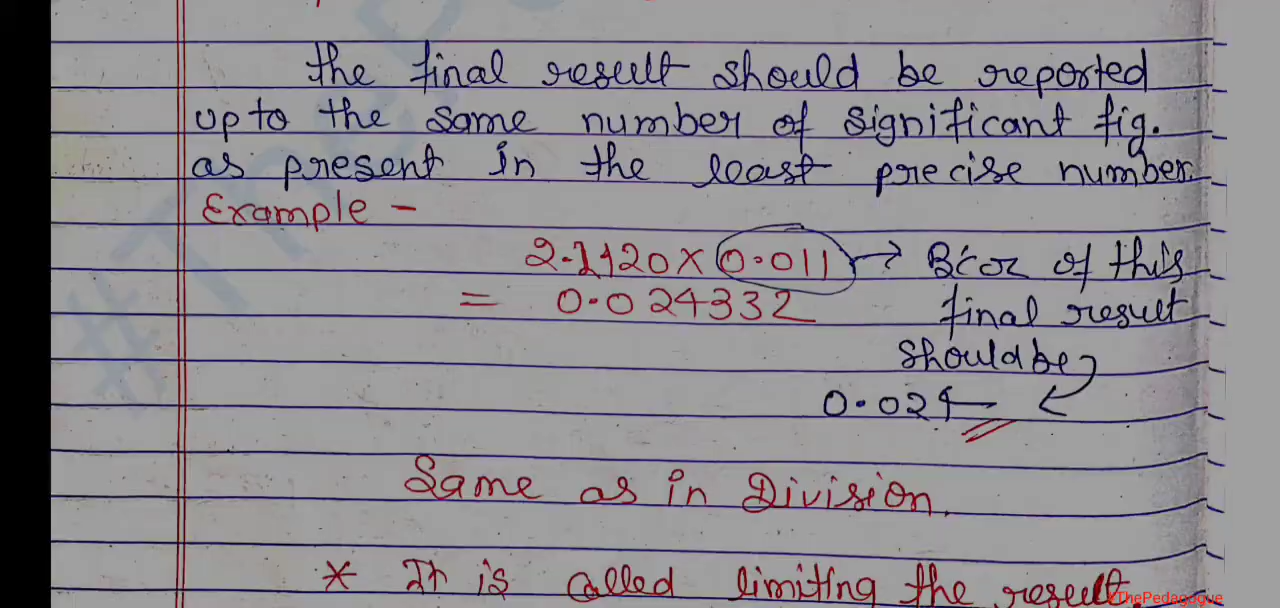 the final result should be reported
upto the same number of significant fig.
as present in the least precise number.
Example -
2.1120 × 0.011 → Bcoz of this
= 0.024332 final result
should be
0.024
Same as in Division.
* It is called limiting the result.
#ThePedagogue